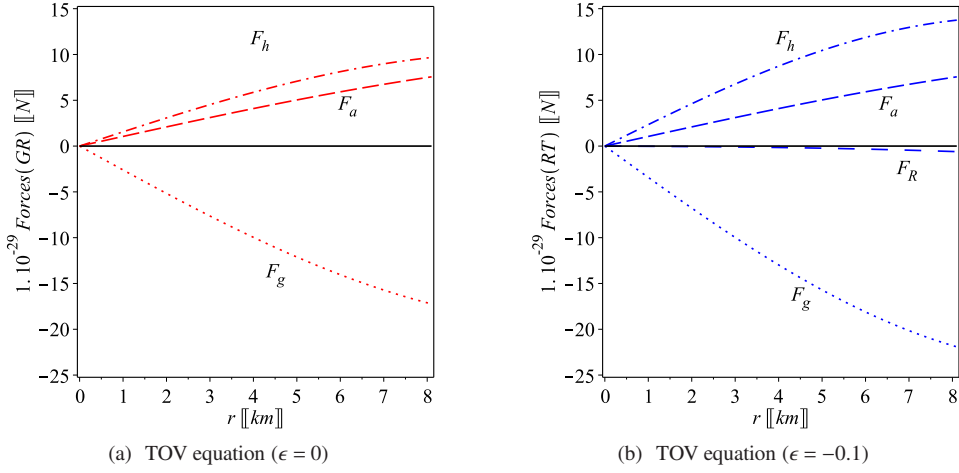 1.10⁻²⁹ Forces(GR) [[N]]
15
10
5
0
−5
−10
−15
−20
−25
F_h
F_a
F_g
0 1 2 3 4 5 6 7 8
r [[km]]
(a) TOV equation (ϵ = 0)
1.10⁻²⁹ Forces(RT) [[N]]
15
10
5
0
−5
−10
−15
−20
−25
F_h
F_a
F_R
F_g
0 1 2 3 4 5 6 7 8
r [[km]]
(b) TOV equation (ϵ = −0.1)